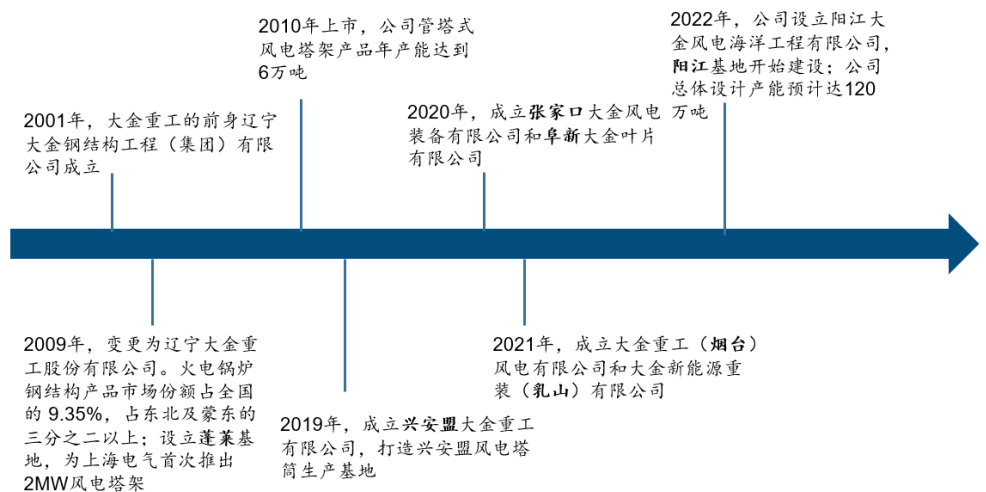 2001年，大金重工的前身辽宁
大金钢结构工程（集团）有限
公司成立
2009年，变更为辽宁大金重
工股份有限公司。火电锅炉
钢结构产品市场份额占全国
的 9.35%，占东北及蒙东的
三分之二以上；设立蓬莱基
地，为上海电气首次推出
2MW风电塔架
2010年上市，公司管塔式
风电塔架产品年产能达到
6万吨
2019年，成立兴安盟大金重工
有限公司，打造兴安盟风电塔
筒生产基地
2020年，成立张家口大金风电
装备有限公司和阜新大金叶片
有限公司
2021年，成立大金重工（烟台）
风电有限公司和大金新能源重
装（乳山）有限公司
2022年，公司设立阳江大
金风电海洋工程有限公司，
阳江基地开始建设；公司
总体设计产能预计达120
万吨